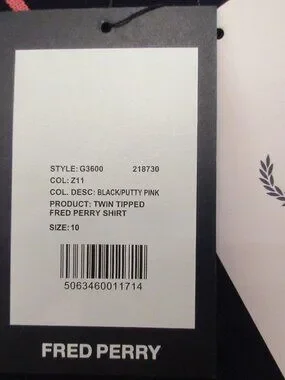 STYLE: G3600 218730
COL: Z11
COL. DESC: BLACK/PUTTY PINK
PRODUCT: TWIN TIPPED
FRED PERRY SHIRT
SIZE: 10
5063460011714
FRED PERRY